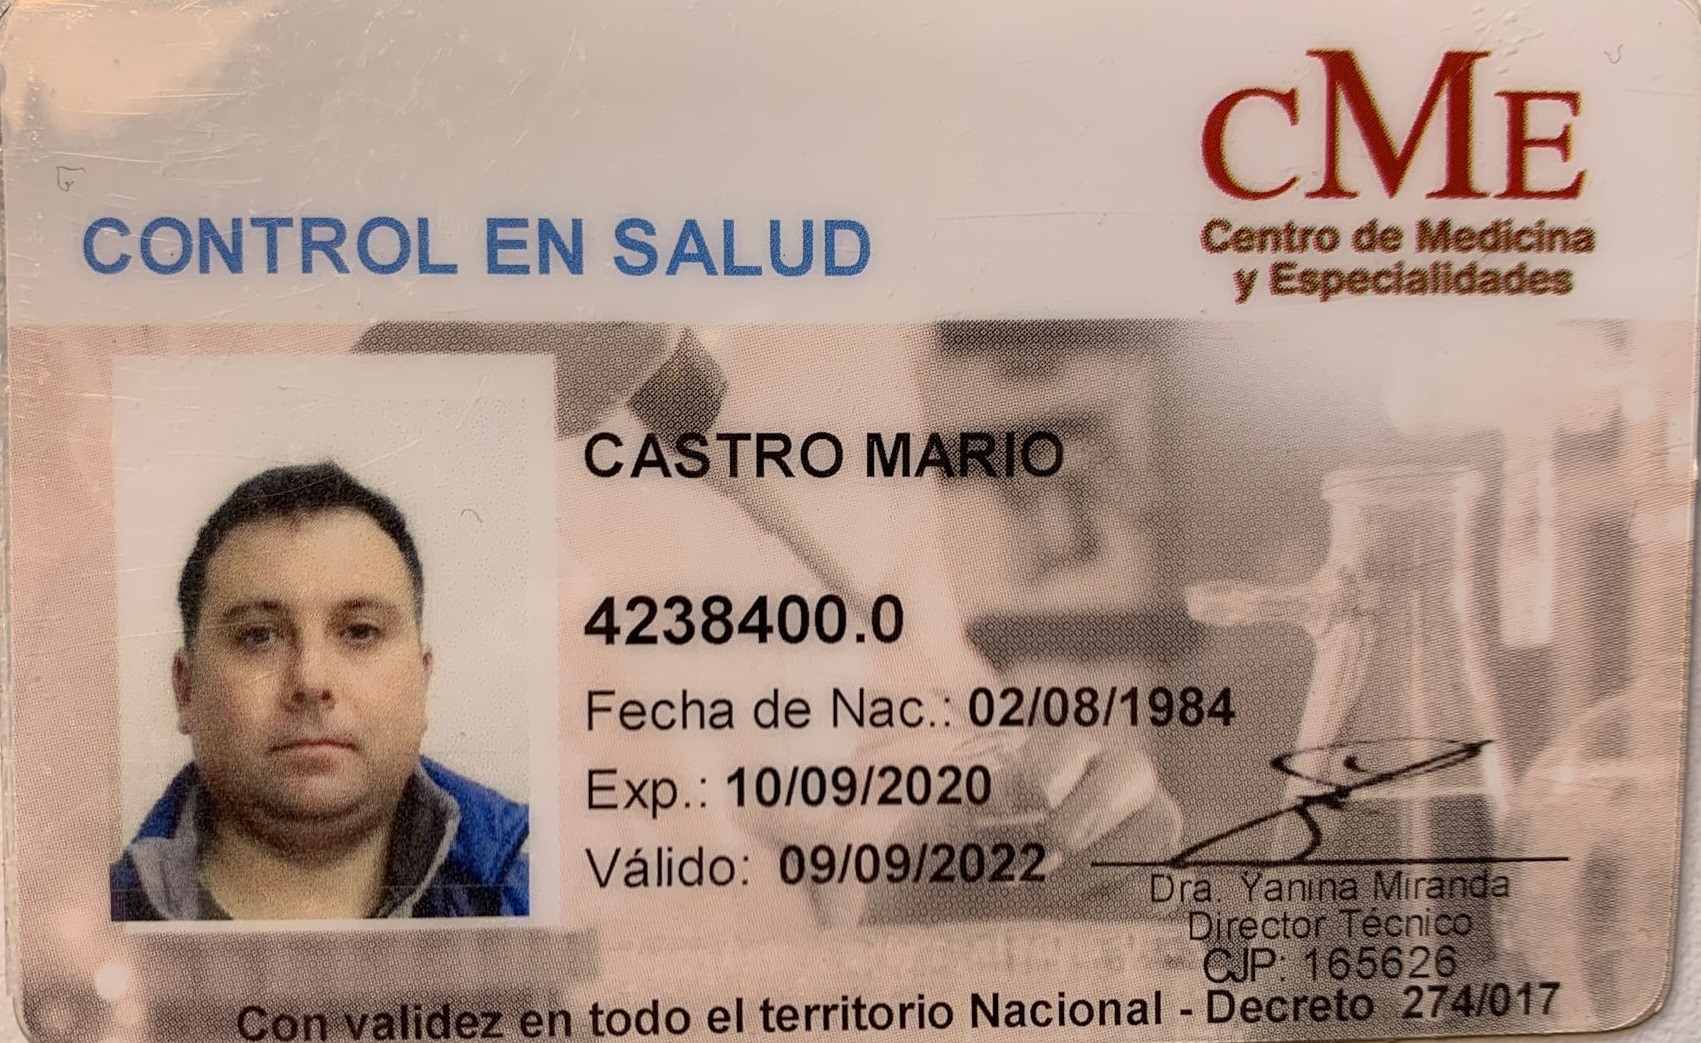 CME
Centro de Medicina
y Especialidades
CONTROL EN SALUD
CASTRO MARIO
4238400.0
Fecha de Nac.: 02/08/1984
Exp.: 10/09/2020
Válido: 09/09/2022
Dra. Yanina Miranda
Director Técnico
CJP: 165626
Con validez en todo el territorio Nacional - Decreto 274/017